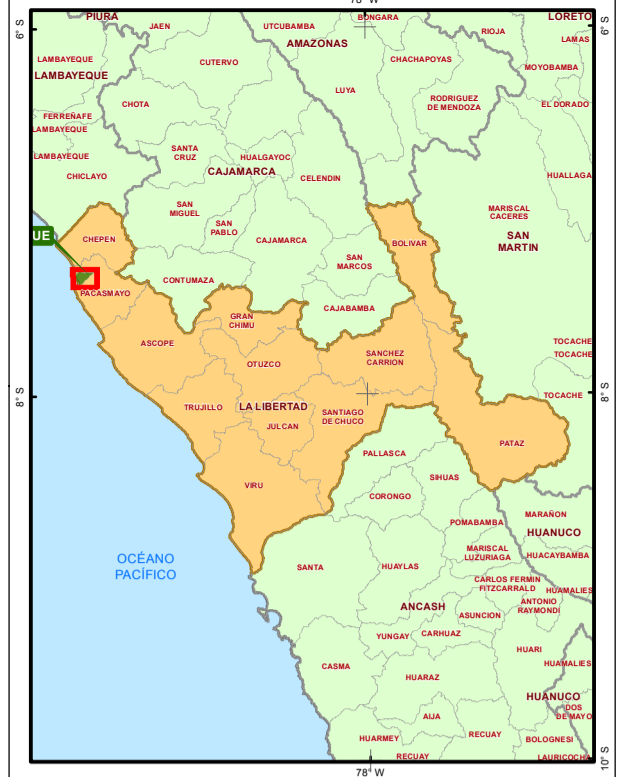 78° W
6° S
6° S
PIURA
JAEN
UTCUBAMBA
BONGARA
RIOJA
LORETO
LAMAS
AMAZONAS
CUTERVO
CHACHAPOYAS
MOYOBAMBA
LAMBAYEQUE
LAMBAYEQUE
LUYA
RODRIGUEZ
DE MENDOZA
CHOTA
EL DORADO
FERREÑAFE
LAMBAYEQUE
LAMBAYEQUE
SANTA
CRUZ
HUALGAYOC
CHICLAYO
CAJAMARCA
CELENDIN
HUALLAGA
SAN
MIGUEL
SAN
PABLO
MARISCAL
CACERES
SAN
MARTIN
UE
CHEPEN
CAJAMARCA
BOLIVAR
SAN
MARCOS
CONTUMAZA
PACASMAYO
CAJABAMBA
GRAN
CHIMU
ASCOPE
TOCACHE
TOCACHE
SANCHEZ
CARRION
OTUZCO
8° S
8° S
TOCACHE
TRUJILLO
LA LIBERTAD
SANTIAGO
DE CHUCO
JULCAN
PATAZ
PALLASCA
VIRU
SIHUAS
CORONGO
MARAÑON
POMABAMBA
HUANUCO
OCÉANO
PACÍFICO
MARISCAL
LUZURIAGA
HUACAYBAMBA
SANTA
HUAYLAS
CARLOS FERMIN
FITZCARRALD
HUAMALIES
ANCASH
ANTONIO
RAYMONDI
ASUNCION
YUNGAY
CARHUAZ
HUARI
CASMA
HUAMALIES
HUARAZ
HUANUCO
DOS
DE MAYO
AIJA
HUARMEY
RECUAY
BOLOGNESI
RECUAY
LAURICOCHA
78° W
10° S